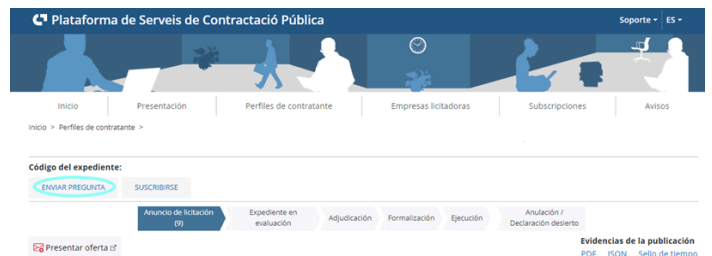 Plataforma de Serveis de Contractació Pública
Soporte ES
Inicio Presentación Perfiles de contratante Empresas licitadoras Subscripciones Avisos
Inicio > Perfiles de contratante >
Código del expediente:
ENVIAR PREGUNTA SUSCRIBIRSE
Anuncio de licitación (9)
Expediente en evaluación
Adjudicación
Formalización
Ejecución
Anulación / Declaración desierto
Presentar oferta
Evidencias de la publicación
PDF JSON Sello de tiempo